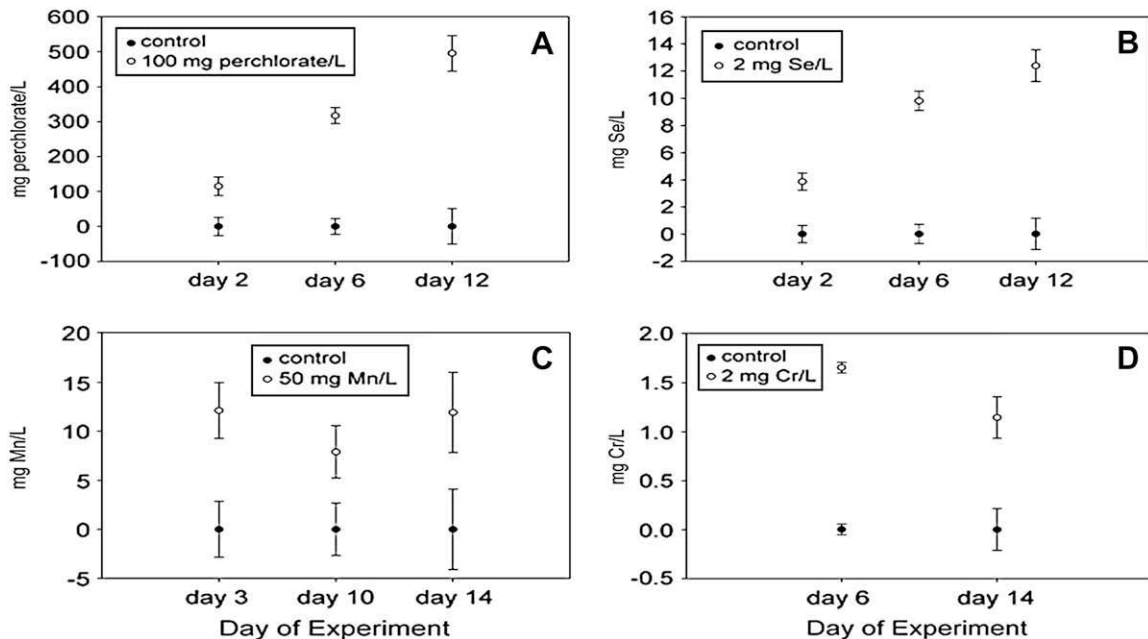 A
control
100 mg perchlorate/L
mg perchlorate/L
600
500
400
300
200
100
0
-100
day 2
day 6
day 12
B
control
2 mg Se/L
mg Se/L
16
14
12
10
8
6
4
2
0
-2
day 2
day 6
day 12
C
control
50 mg Mn/L
mg Mn/L
20
15
10
5
0
-5
day 3
day 10
day 14
Day of Experiment
D
control
2 mg Cr/L
mg Cr/L
2.0
1.5
1.0
0.5
0.0
-0.5
day 6
day 14
Day of Experiment